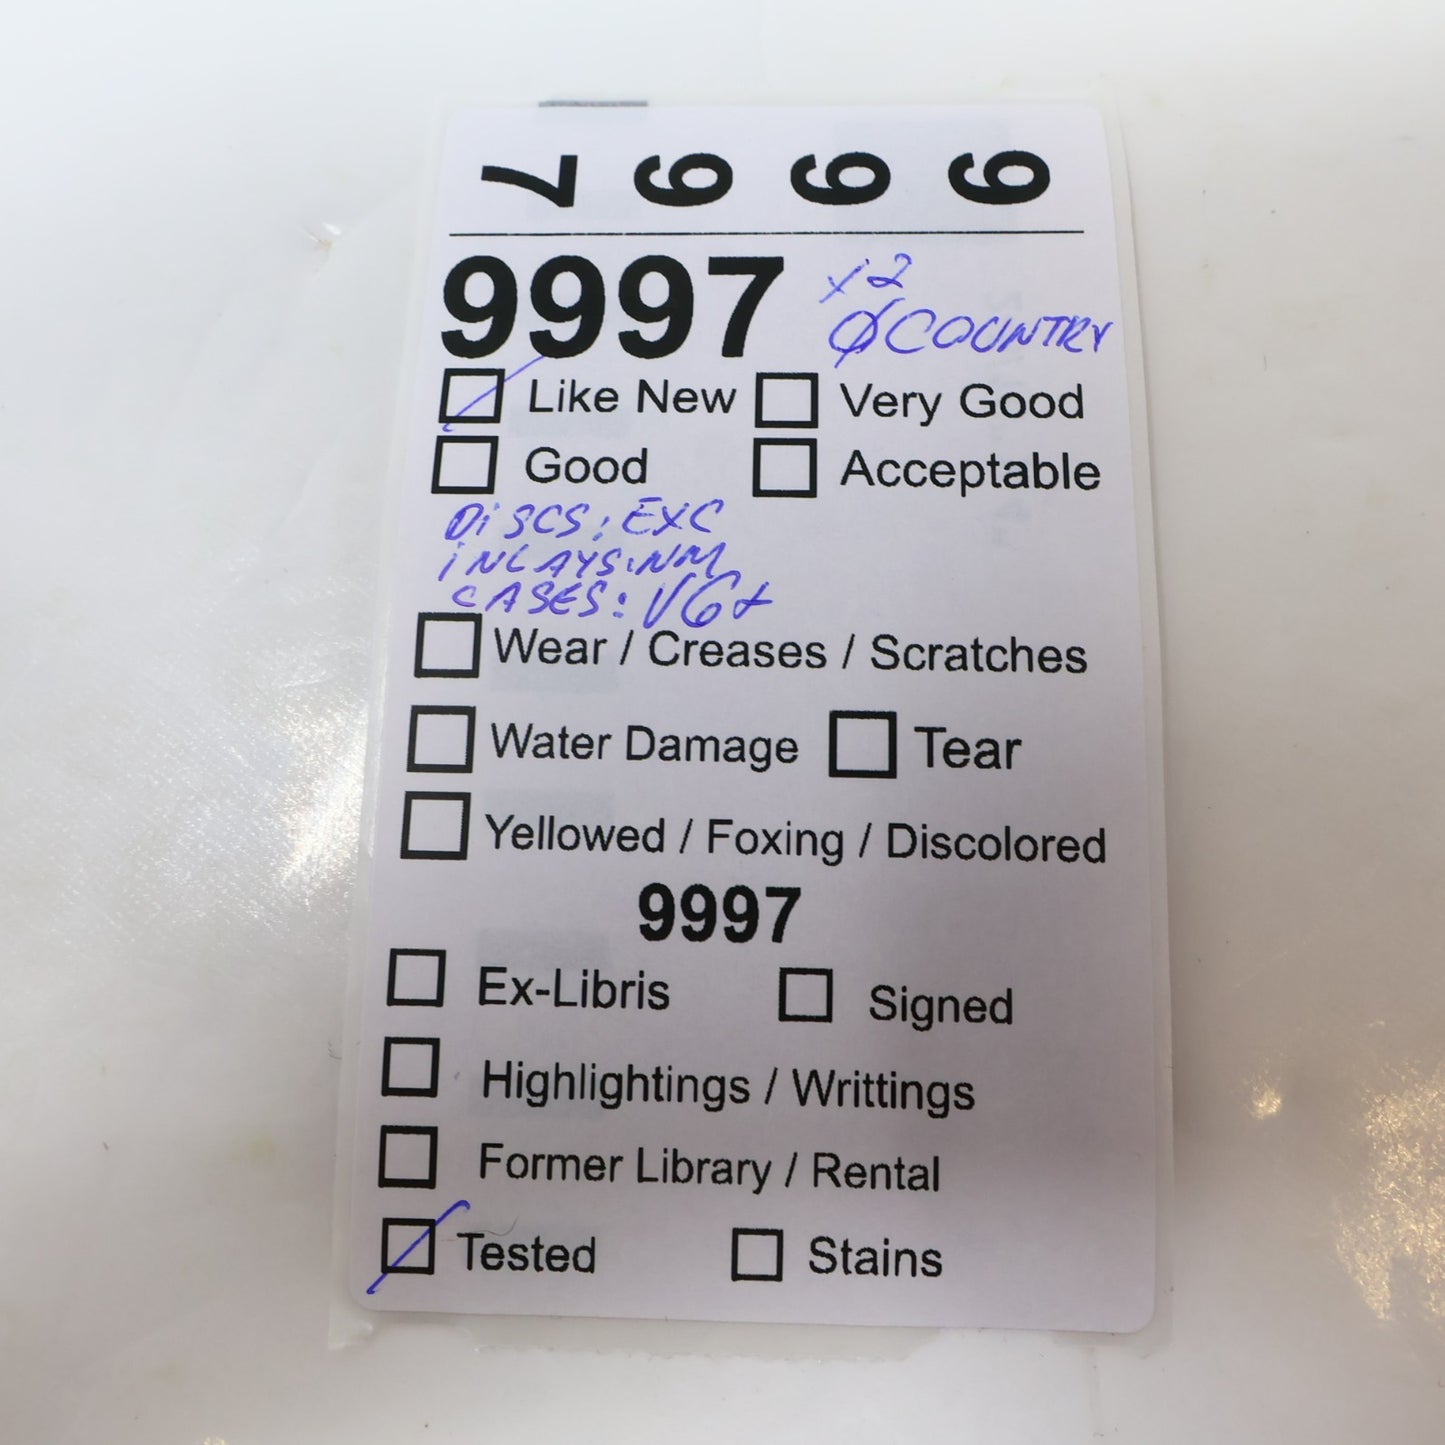 9997
9997 x2
Ø COUNTRY
Like New Very Good
Good Acceptable
DiSCS: EXC
iNLAYS: NM
CASES: VG+
Wear / Creases / Scratches
Water Damage Tear
Yellowed / Foxing / Discolored
9997
Ex-Libris Signed
Highlightings / Writtings
Former Library / Rental
Tested Stains